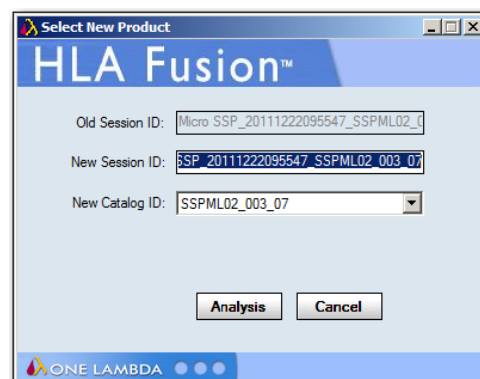 Select New Product
HLA Fusion™
Old Session ID: Micro SSP_20111222095547_SSPML02_0
New Session ID: SSP_20111222095547_SSPML02_003_07
New Catalog ID: SSPML02_003_07
Analysis Cancel
ONE LAMBDA